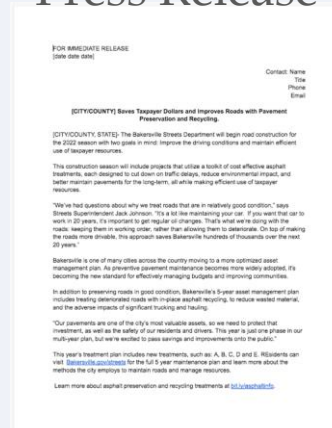 Press Release
FOR IMMEDIATE RELEASE
[date date date]
Contact: Name
Title
Phone
Email
[CITY/COUNTY] Saves Taxpayer Dollars and Improves Roads with Pavement
Preservation and Recycling.
[CITY/COUNTY, STATE]- The Bakersville Streets Department will begin road construction for
the 2022 season with two goals in mind: Improve the driving conditions and maintain efficient
use of taxpayer resources.
This construction season will include projects that utilize a toolkit of cost effective asphalt
treatments, each designed to cut down on traffic delays, reduce environmental impact, and
better maintain pavements for the long-term, all while making efficient use of taxpayer
resources.
"We've had questions about why we treat roads that are in relatively good condition," says
Streets Superintendent Jack Johnson. "It's a lot like maintaining your car. If you want that car to
work in 20 years, it's important to get regular oil changes. That's what we're doing with the
roads: keeping them in working order, rather than allowing them to deteriorate. On top of making
the roads more drivable, this approach saves Bakersville hundreds of thousands over the next
20 years."
Bakersville is one of many cities across the country moving to a more optimized asset
management plan. As preventive pavement maintenance becomes more widely adopted, it's
becoming the new standard for effectively managing budgets and improving communities.
In addition to preserving roads in good condition, Bakersville's 5-year asset management plan
includes treating deteriorated roads with in-place asphalt recycling, to reduce wasted material,
and the adverse impacts of significant trucking and hauling.
"Our pavements are one of the city's most valuable assets, so we need to protect that
investment, as well as the safety of our residents and drivers. This year is just one phase in our
multi-year plan, but we're excited to pass savings and improvements onto the public."
This year's treatment plan includes new treatments, such as: A, B, C, D and E. REsidents can
visit Bakersville.gov/streets for the full 5 year maintenance plan and learn more about the
methods the city employs to maintain roads and manage resources.
Learn more about asphalt preservation and recycling treatments at bit.ly/asphaltinfo.